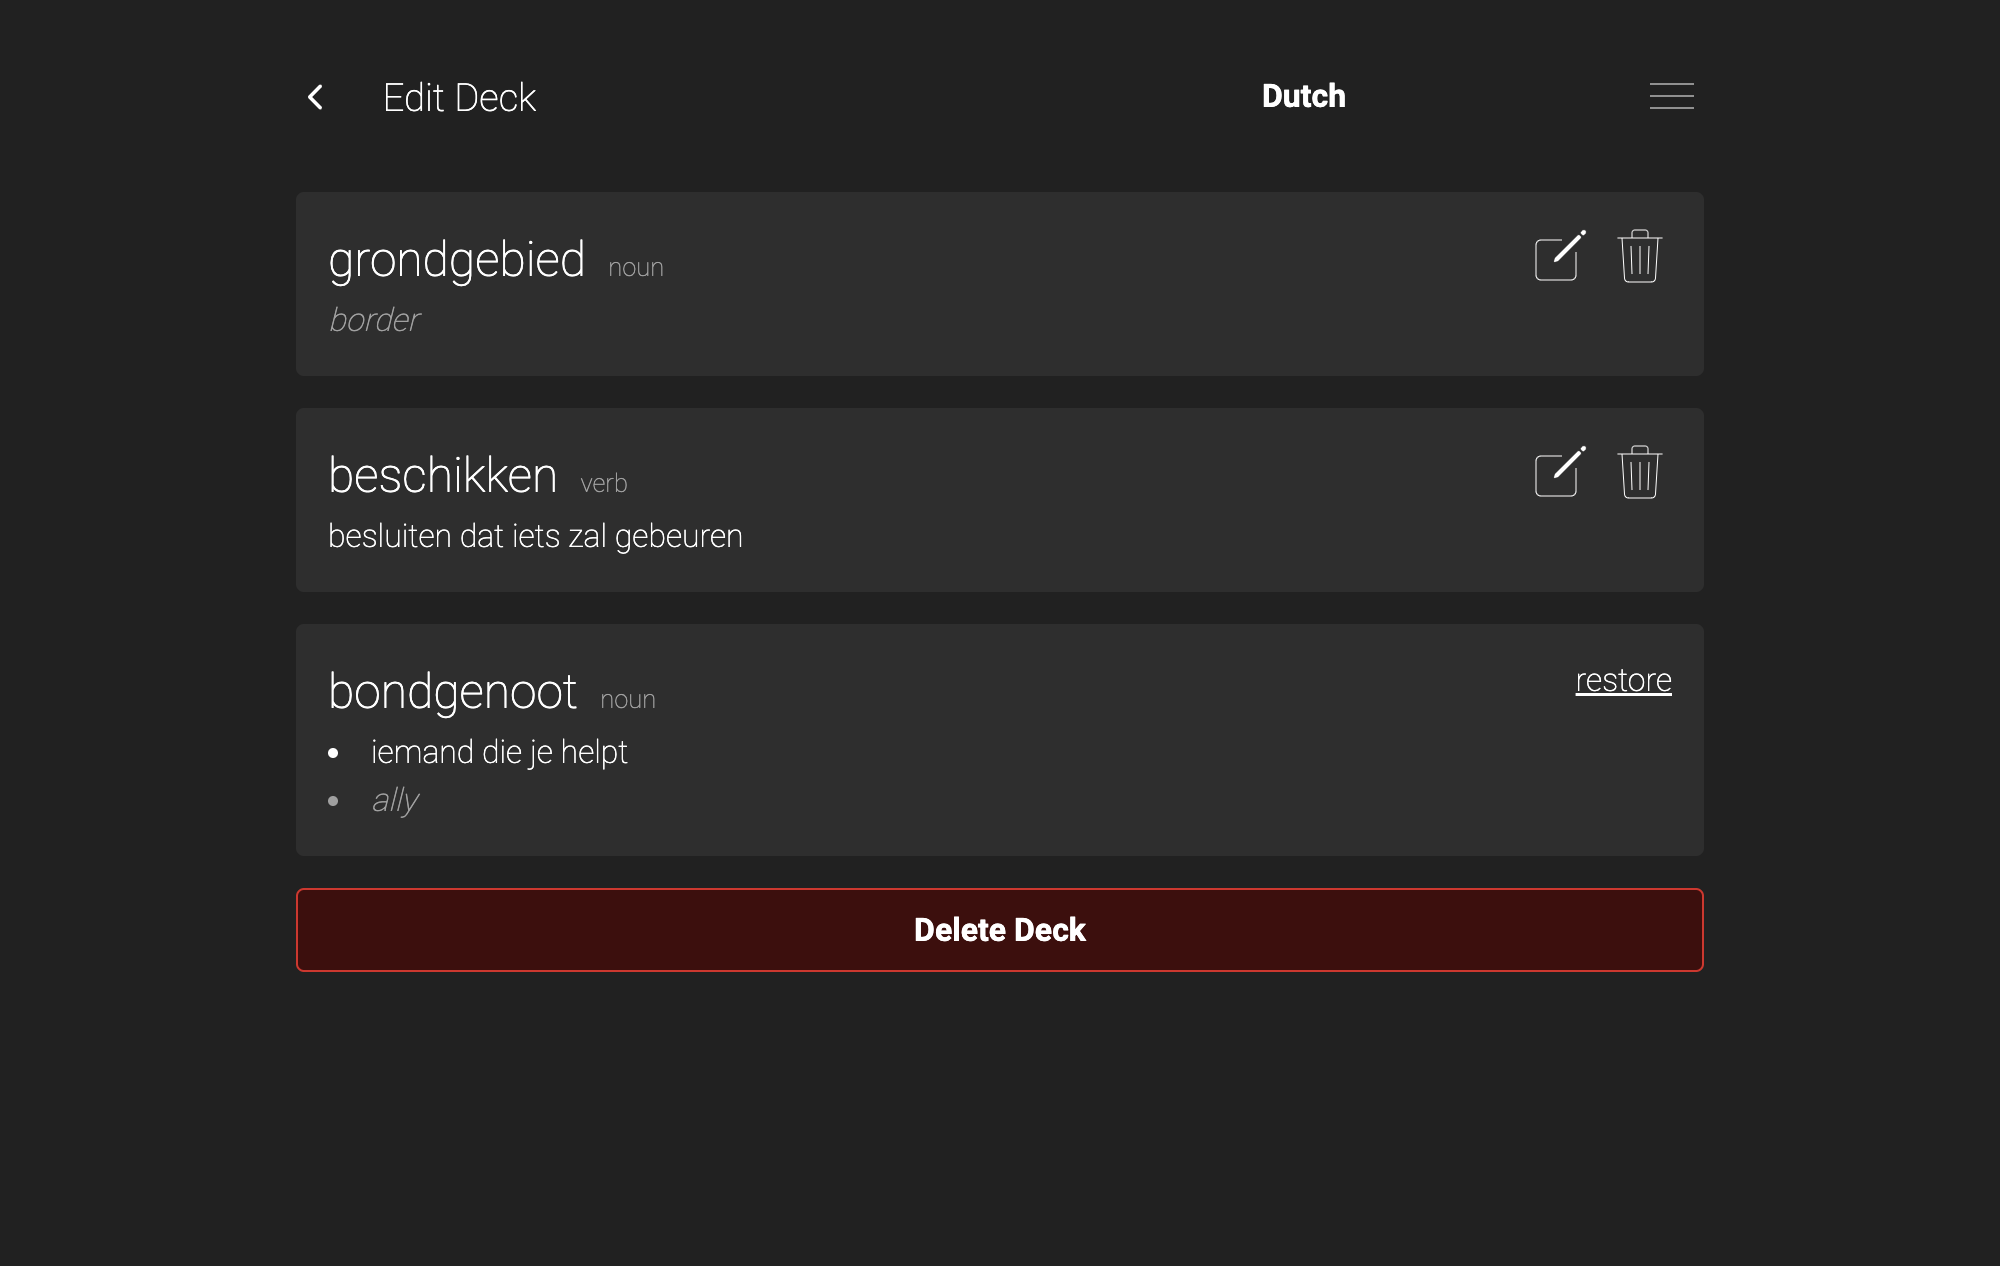 Edit Deck
Dutch
grondgebied noun
border
beschikken verb
besluiten dat iets zal gebeuren
bondgenoot noun
restore
• iemand die je helpt
• ally
Delete Deck